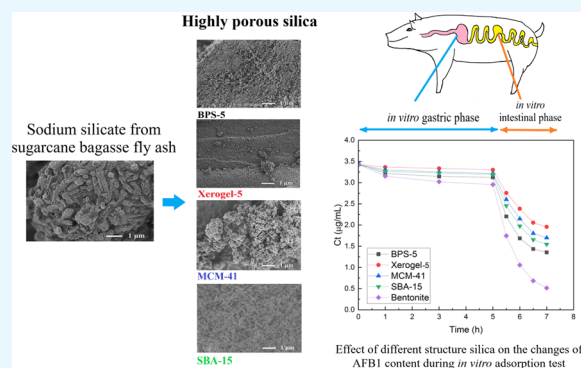 Highly porous silica
1 μm
BPS-5
1 μm
Xerogel-5
1 μm
MCM-41
1 μm
SBA-15
Sodium silicate from
sugarcane bagasse fly ash
1 μm
in vitro gastric phase
in vitro
intestinal phase
Ct (μg/mL)
4.0
3.5
3.0
2.5
2.0
1.5
1.0
0.5
0.0
BPS-5
Xerogel-5
MCM-41
SBA-15
Bentonite
0 1 2 3 4 5 6 7 8
Time (h)
Effect of different structure silica on the changes of
AFB1 content during in vitro adsorption test